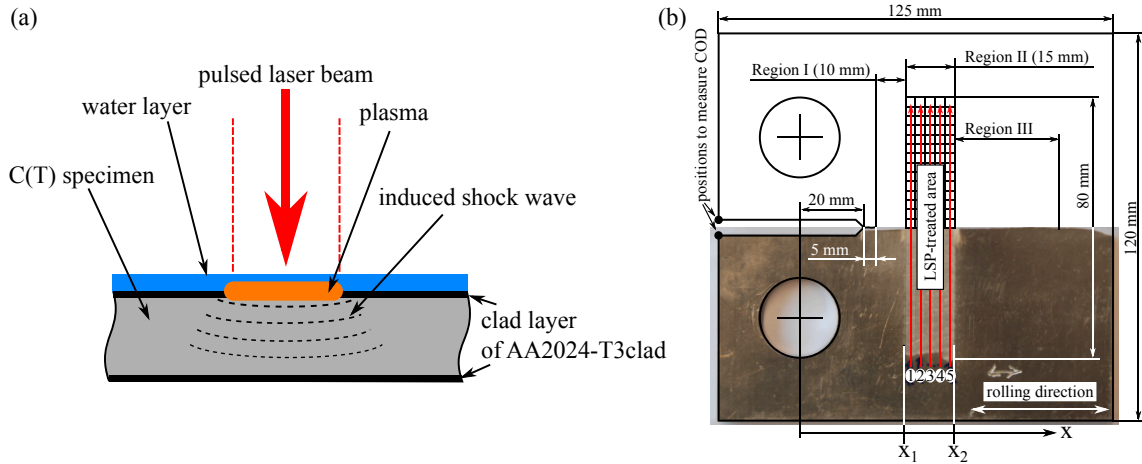 (a)
pulsed laser beam
water layer
plasma
C(T) specimen
induced shock wave
clad layer
of AA2024-T3clad
(b)
125 mm
positions to measure COD
Region I (10 mm)
Region II (15 mm)
Region III
20 mm
5 mm
LSP-treated area
80 mm
120 mm
12345
rolling direction
x
x1
x2